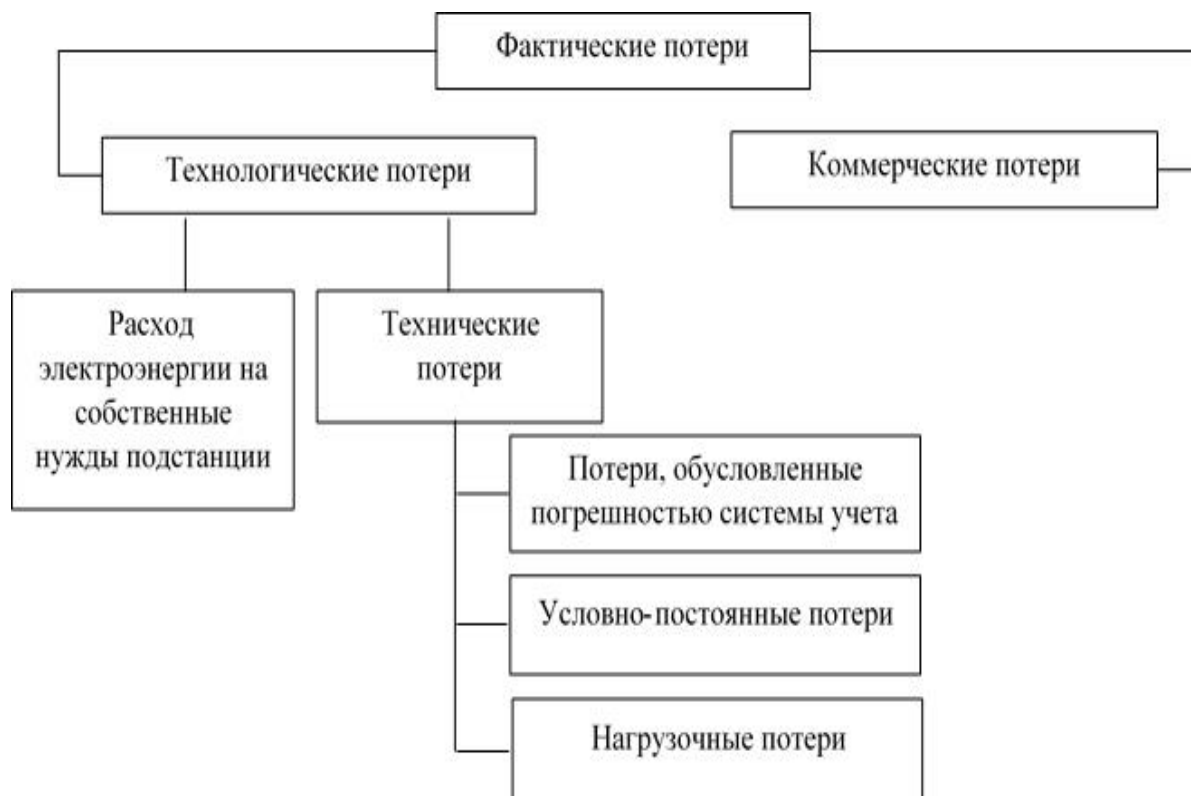 Фактические потери
Технологические потери
Коммерческие потери
Расход
электроэнергии на
собственные
нужды подстанции
Технические
потери
Потери, обусловленные
погрешностью системы учета
Условно-постоянные потери
Нагрузочные потери